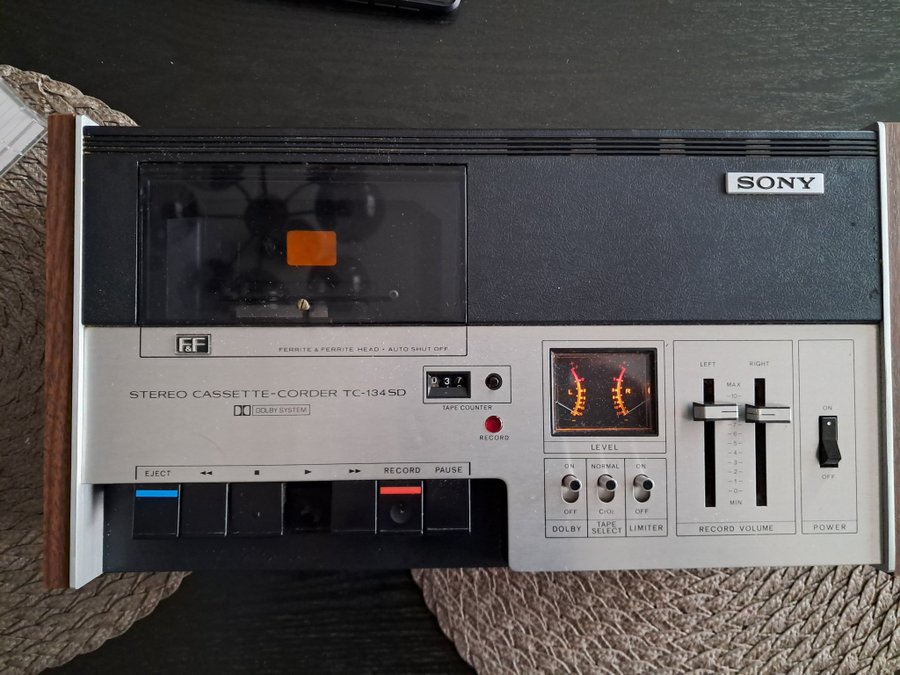 SONY
F&F
FERRITE & FERRITE HEAD • AUTO SHUT OFF
STEREO CASSETTE-CORDER TC-134SD
DOLBY SYSTEM
037
TAPE COUNTER
RECORD
EJECT ◄◄ ■ ► ►► RECORD PAUSE
LEVEL
ON NORMAL ON
OFF CrO₂ OFF
DOLBY TAPE SELECT LIMITER
LEFT RIGHT
MAX
10
7
6
5
4
3
2
1
0
MIN
RECORD VOLUME
ON
OFF
POWER